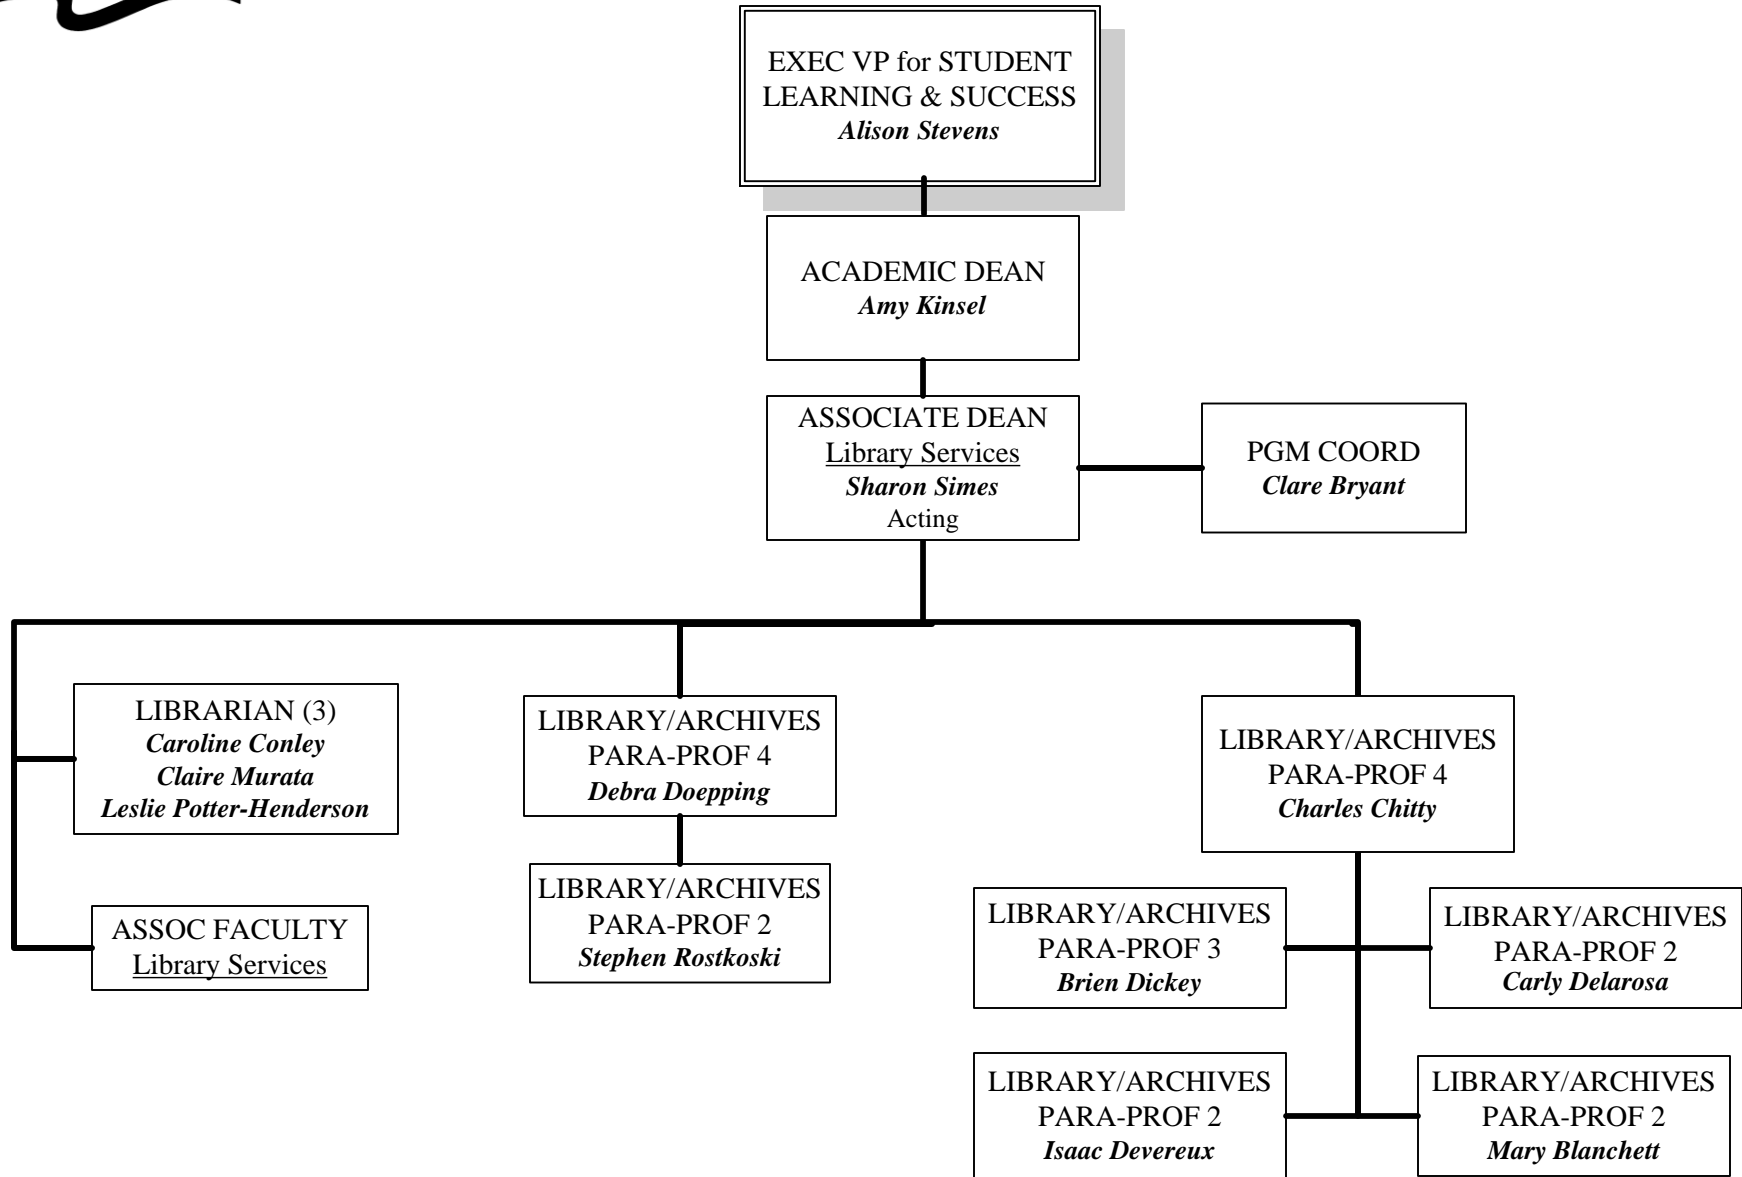 EXEC VP for STUDENT
LEARNING & SUCCESS
Alison Stevens
ACADEMIC DEAN
Amy Kinsel
ASSOCIATE DEAN
Library Services
Sharon Simes
Acting
PGM COORD
Clare Bryant
LIBRARIAN (3)
Caroline Conley
Claire Murata
Leslie Potter-Henderson
ASSOC FACULTY
Library Services
LIBRARY/ARCHIVES
PARA-PROF 4
Debra Doepping
LIBRARY/ARCHIVES
PARA-PROF 2
Stephen Rostkoski
LIBRARY/ARCHIVES
PARA-PROF 4
Charles Chitty
LIBRARY/ARCHIVES
PARA-PROF 3
Brien Dickey
LIBRARY/ARCHIVES
PARA-PROF 2
Carly Delarosa
LIBRARY/ARCHIVES
PARA-PROF 2
Isaac Devereux
LIBRARY/ARCHIVES
PARA-PROF 2
Mary Blanchett